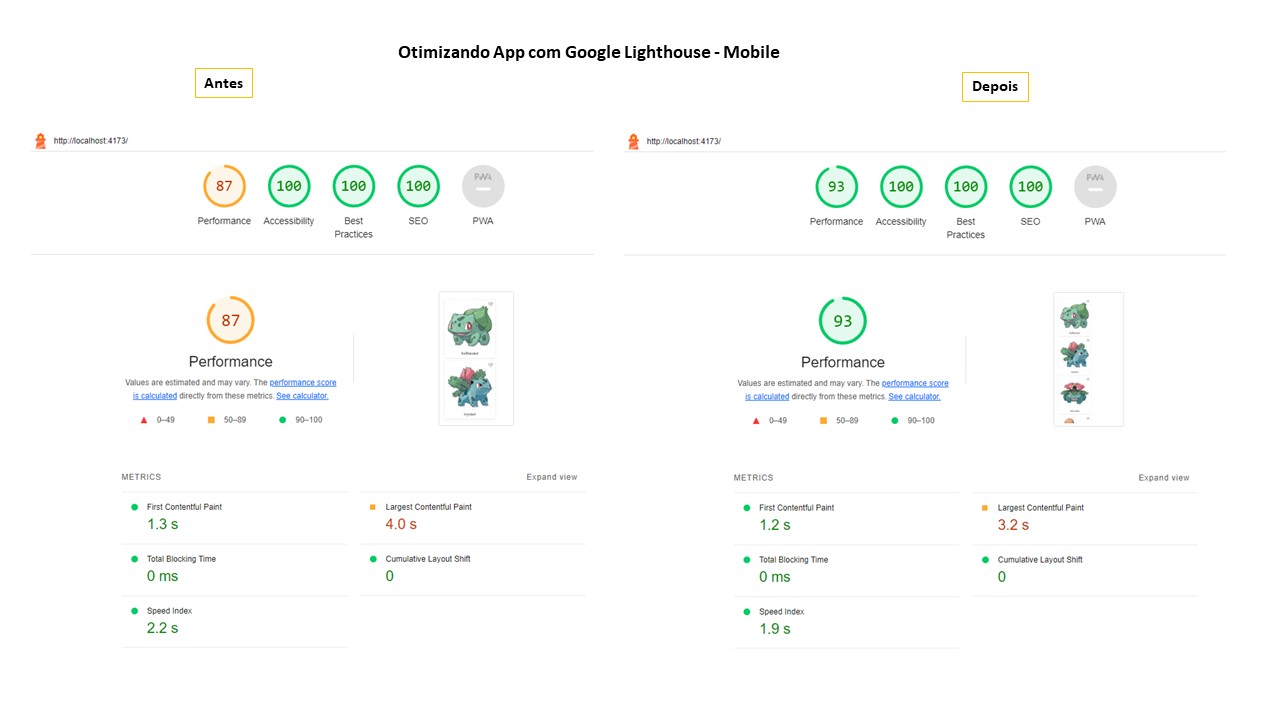 Otimizando App com Google Lighthouse - Mobile
Antes
http://localhost:4173/
87
100
100
100
PWA
Performance
Accessibility
Best
Practices
SEO
PWA
87
Performance
Values are estimated and may vary. The performance score
is calculated directly from these metrics. See calculator.
0–49
50–89
90–100
METRICS
Expand view
First Contentful Paint
1.3 s
Largest Contentful Paint
4.0 s
Total Blocking Time
0 ms
Cumulative Layout Shift
0
Speed Index
2.2 s
Depois
http://localhost:4173/
93
100
100
100
PWA
Performance
Accessibility
Best
Practices
SEO
PWA
93
Performance
Values are estimated and may vary. The performance score
is calculated directly from these metrics. See calculator.
0–49
50–89
90–100
METRICS
Expand view
First Contentful Paint
1.2 s
Largest Contentful Paint
3.2 s
Total Blocking Time
0 ms
Cumulative Layout Shift
0
Speed Index
1.9 s